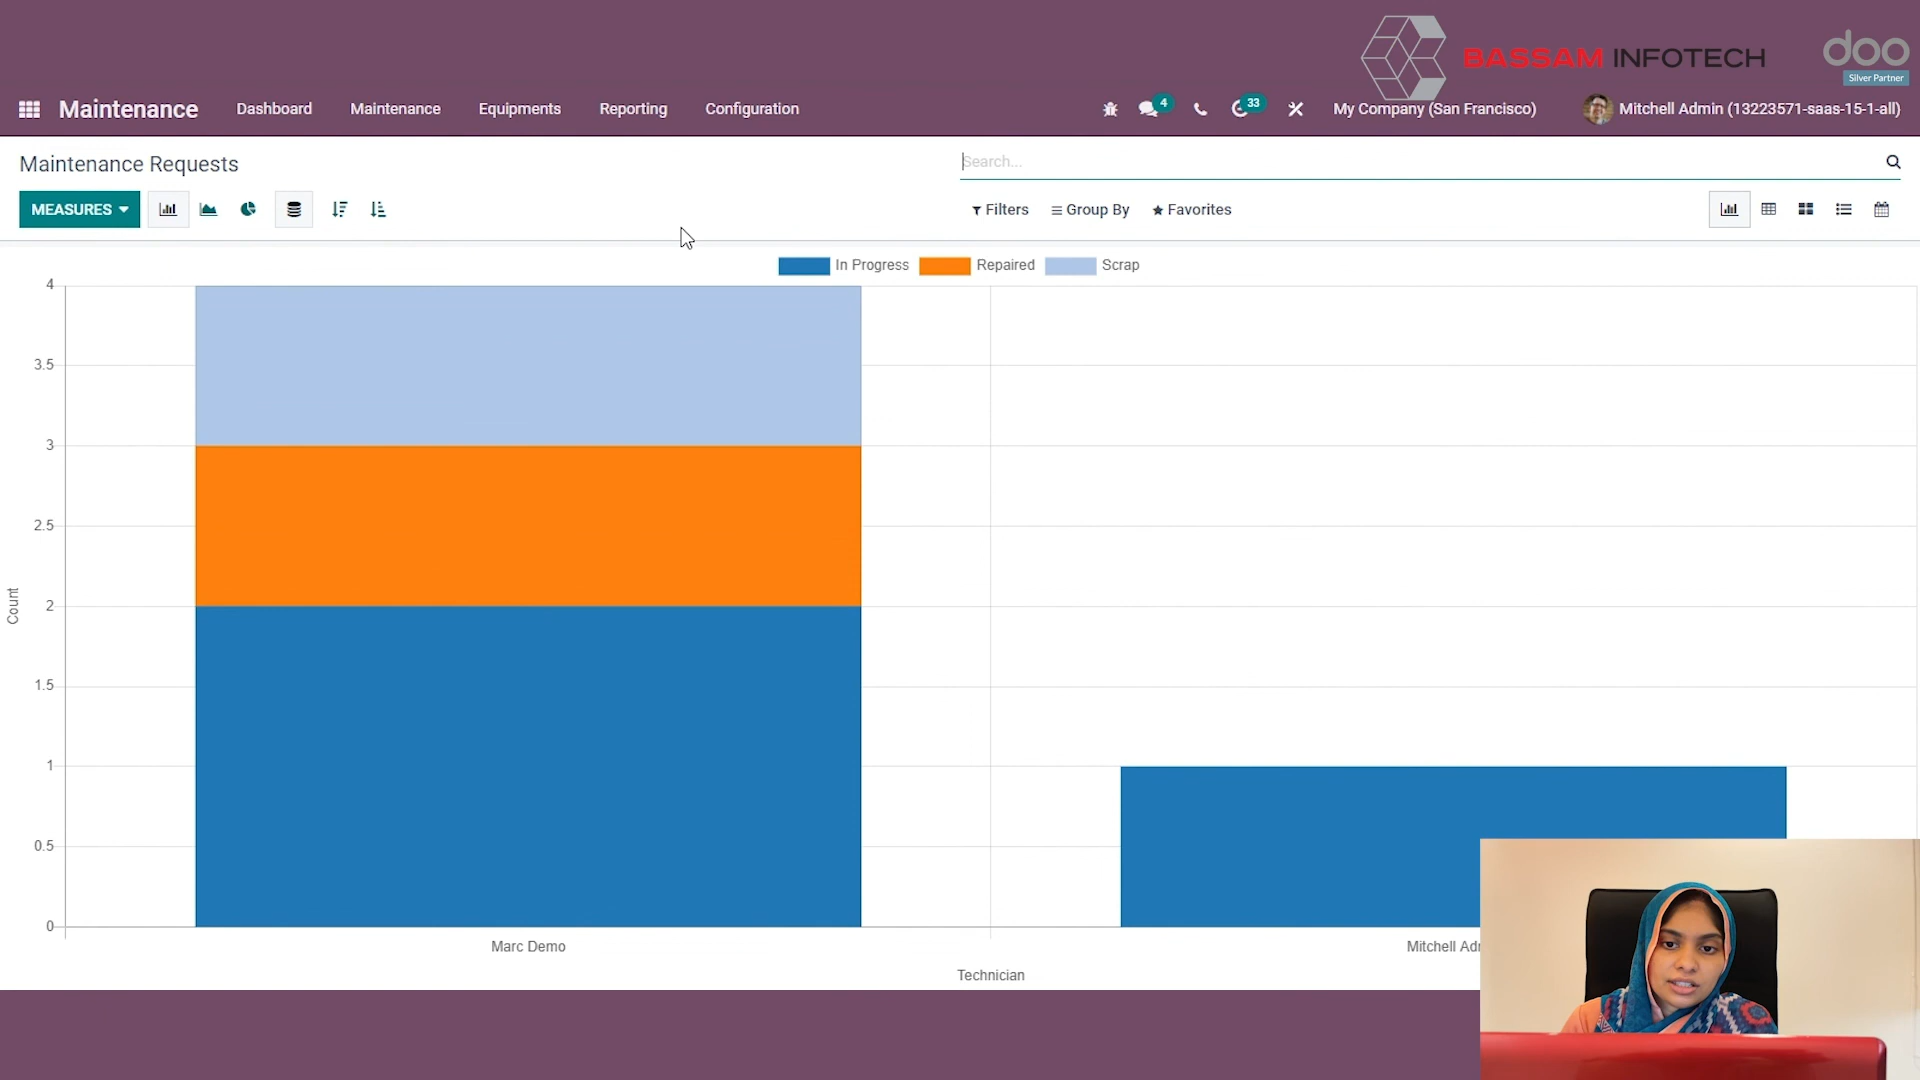 BASSAM INFOTECH
doo
Silver Partner
Maintenance
Dashboard
Maintenance
Equipments
Reporting
Configuration
4
33
My Company (San Francisco)
Mitchell Admin (13223571-saas-15-1-all)
Maintenance Requests
Search...
MEASURES
Filters
Group By
Favorites
In Progress
Repaired
Scrap
4
3.5
3
2.5
2
1.5
1
0.5
0
Count
Marc Demo
Mitchell Adm
Technician